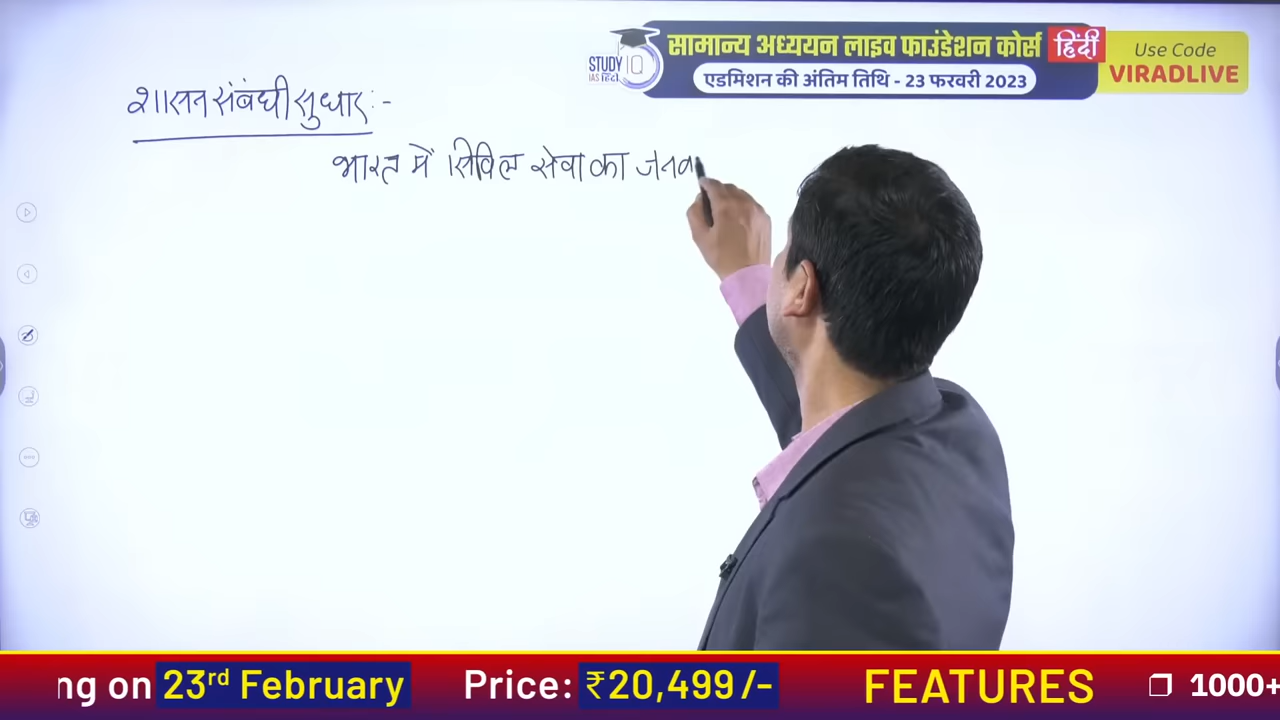 STUDY IQ
IAS हिंदी
सामान्य अध्ययन लाइव फाउंडेशन कोर्स हिंदी
एडमिशन की अंतिम तिथि - 23 फरवरी 2023
Use Code
VIRADLIVE
शासन संबंधी सुधार :-
भारत में सिविल सेवा का जनक
ng on 23rd February Price: ₹20,499/- FEATURES 1000+